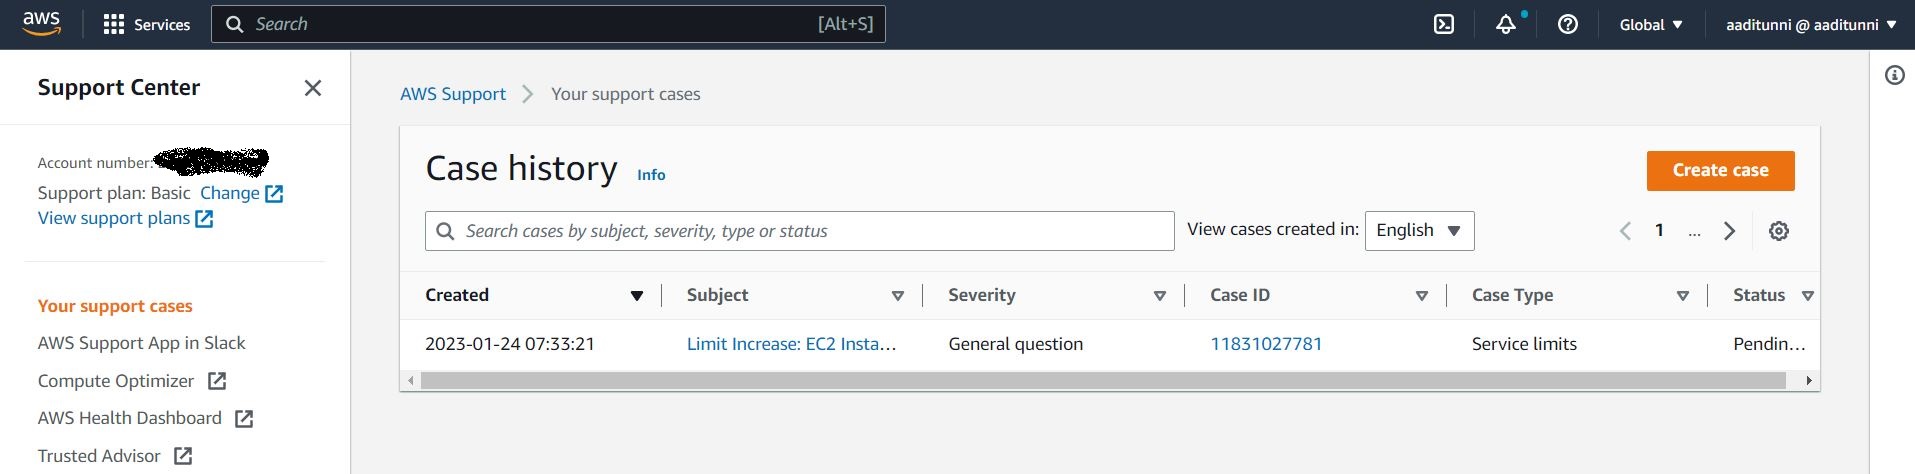 aws Services Search [Alt+S] Global aaditunni @ aaditunni
Support Center
AWS Support Your support cases
Account number:
Support plan: Basic Change
View support plans
Your support cases
AWS Support App in Slack
Compute Optimizer
AWS Health Dashboard
Trusted Advisor
Case history Info Create case
Search cases by subject, severity, type or status View cases created in: English 1 ...
Created Subject Severity Case ID Case Type Status
2023-01-24 07:33:21 Limit Increase: EC2 Insta... General question 11831027781 Service limits Pendin...